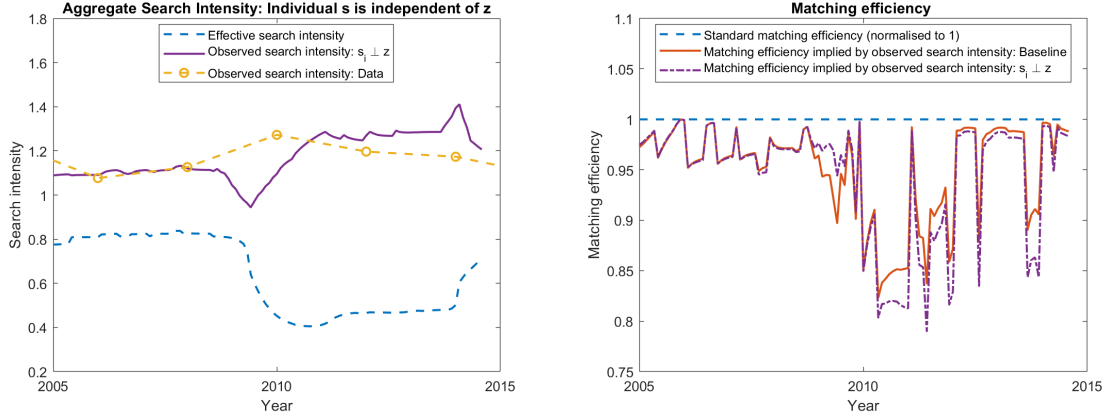 Aggregate Search Intensity: Individual s is independent of z
Effective search intensity
Observed search intensity: s_i ⊥ z
Observed search intensity: Data
Search intensity
1.8
1.6
1.4
1.2
1
0.8
0.6
0.4
0.2
2005
2010
2015
Year
Matching efficiency
Standard matching efficiency (normalised to 1)
Matching efficiency implied by observed search intensity: Baseline
Matching efficiency implied by observed search intensity: s_i ⊥ z
Matching efficiency
1.1
1.05
1
0.95
0.9
0.85
0.8
0.75
2005
2010
2015
Year